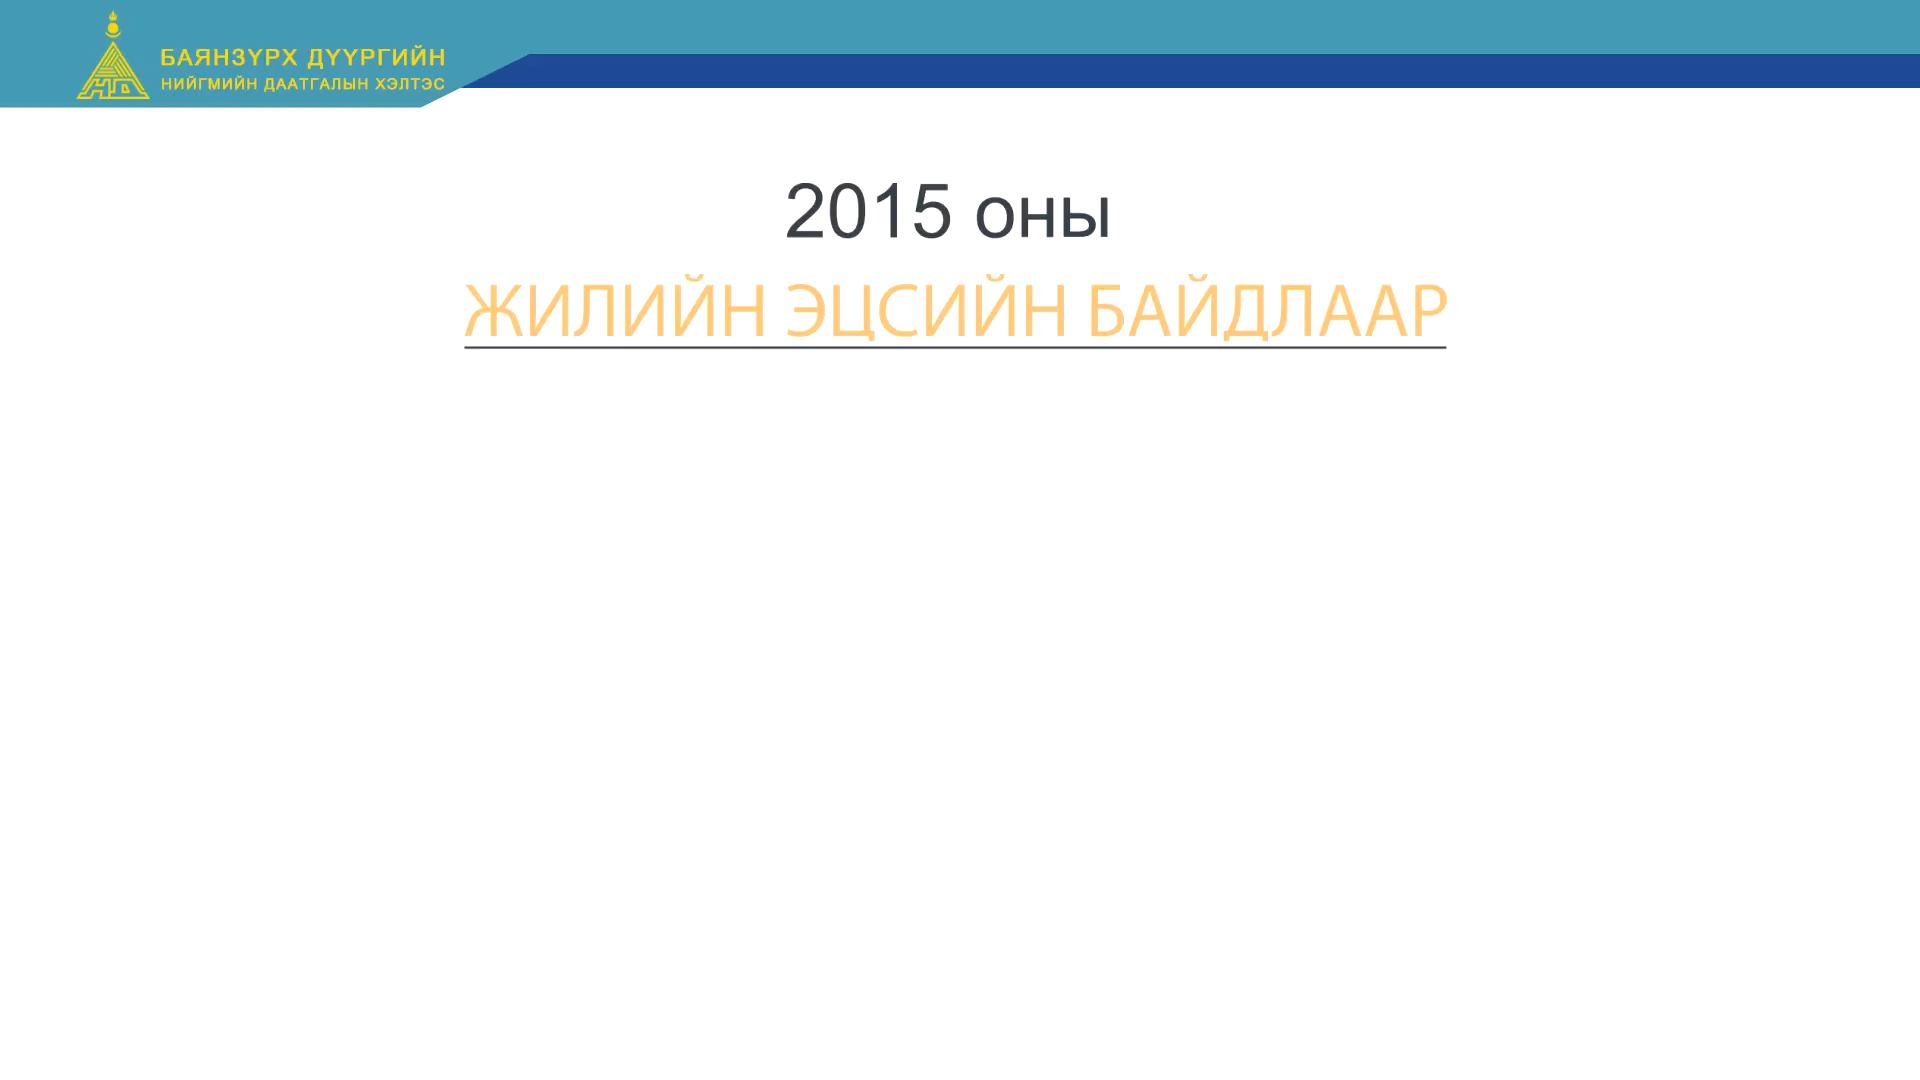 БАЯНЗҮРХ ДҮҮРГИЙН
НИЙГМИЙН ДААТГАЛЫН ХЭЛТЭС
2015 оны
ЖИЛИЙН ЭЦСИЙН БАЙДЛААР